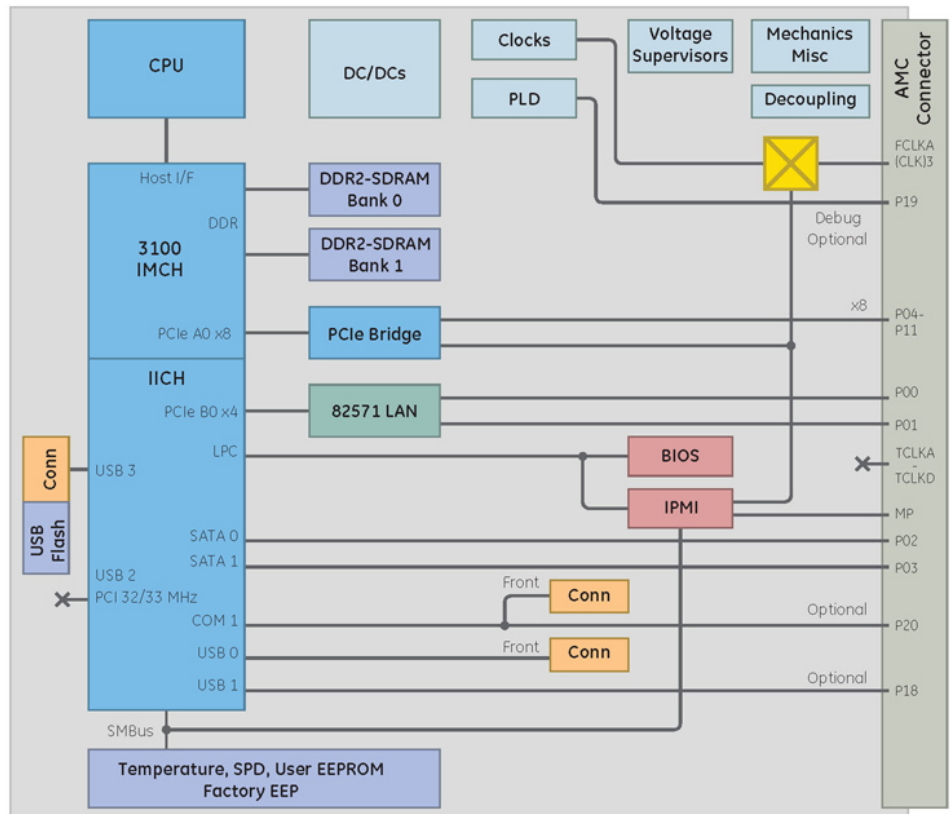 CPU
DC/DCs
Clocks
PLD
Voltage
Supervisors
Mechanics
Misc
Decoupling
AMC
Connector
FCLKA
(CLK)3
P19
Debug
Optional
Host I/F
DDR
3100
IMCH
DDR2-SDRAM
Bank 0
DDR2-SDRAM
Bank 1
PCIe A0 x8
PCIe Bridge
x8
P04-
P11
IICH
PCIe B0 x4
82571 LAN
P00
P01
LPC
BIOS
IPMI
TCLKA
-
TCLKD
MP
Conn
USB 3
USB
Flash
SATA 0
P02
SATA 1
P03
USB 2
PCI 32/33 MHz
COM 1
Front
Conn
Optional
P20
USB 0
Front
Conn
USB 1
Optional
P18
SMBus
Temperature, SPD, User EEPROM
Factory EEP